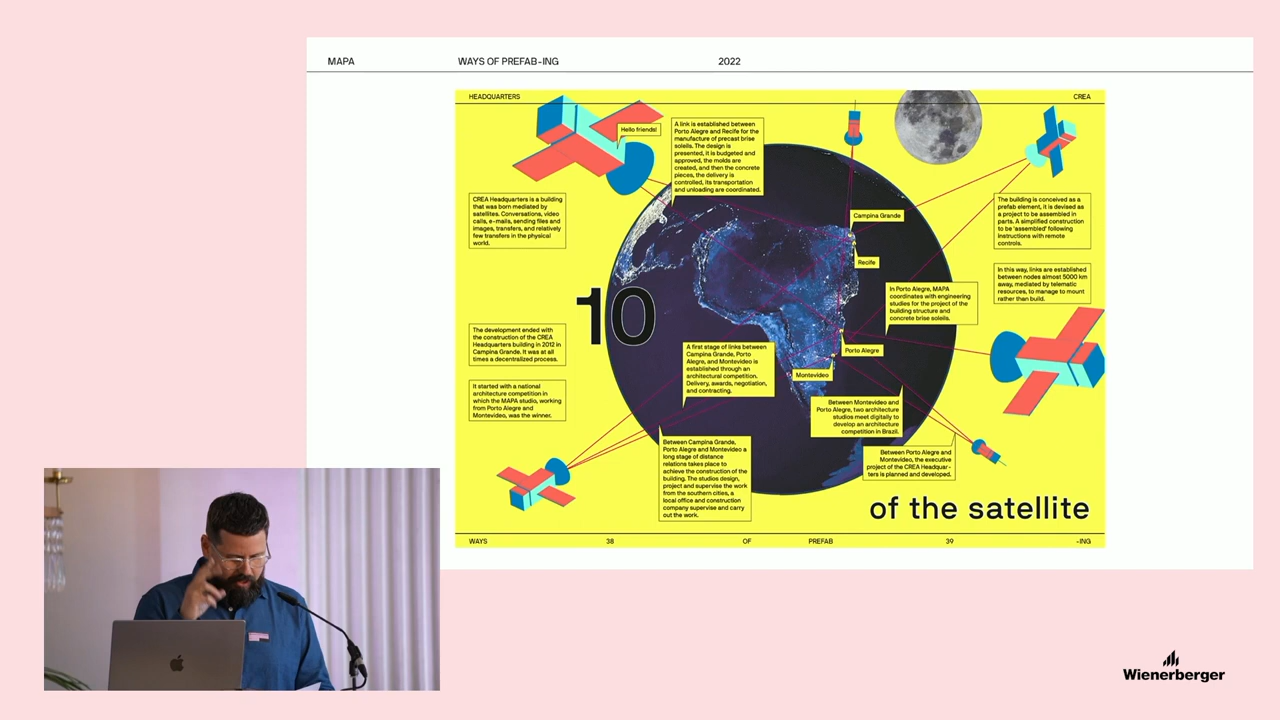 MAPA
WAYS OF PREFAB-ING
2022
HEADQUARTERS
CREA
Hello friends!
A link is established between
Porto Alegre and Recife for the
manufacture of precast brise
soleils. The design is
presented, it is budgeted and
approved, the molds are
created, and then the concrete
pieces, the delivery is
controlled, its transportation
and unloading are coordinated.
CREA Headquarters is a building
that was born mediated by
satellites. Conversations, video
calls, e-mails, sending files and
images, transfers, and relatively
few transfers in the physical
world.
The building is conceived as a
prefab element, it is devised as
a project to be assembled in
parts. A simplified construction
to be 'assembled' following
instructions with remote
controls.
Campina Grande
Recife
In this way, links are established
between nodes almost 5000 km
away, mediated by telematic
resources, to manage to mount
rather than build.
In Porto Alegre, MAPA
coordinates with engineering
studies for the project of the
building structure and
concrete brise soleils.
10
The development ended with
the construction of the CREA
Headquarters building in 2012 in
Campina Grande. It was at all
times a decentralized process.
A first stage of links between
Campina Grande, Porto
Alegre, and Montevideo is
established through an
architectural competition.
Delivery, awards, negotiation,
and contracting.
Porto Alegre
Montevideo
It started with a national
architecture competition in
which the MAPA studio, working
from Porto Alegre and
Montevideo, was the winner.
Between Montevideo and
Porto Alegre, two architecture
studios meet digitally to
develop an architecture
competition in Brazil.
Between Campina Grande,
Porto Alegre and Montevideo a
long stage of distance
relations takes place to
achieve the construction of the
building. The studios design,
project and supervise the work
from the southern cities, a
local office and construction
company supervise and carry
out the work.
Between Porto Alegre and
Montevideo, the executive
project of the CREA Headquar-
ters is planned and developed.
of the satellite
WAYS
38
OF
PREFAB
39
-ING
Wienerberger